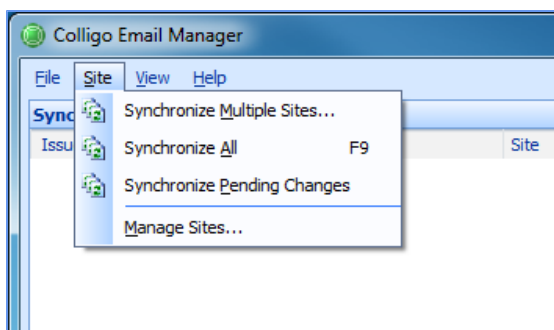 Colligo Email Manager
File Site View Help
Sync
Issu Site
Synchronize Multiple Sites...
Synchronize All F9
Synchronize Pending Changes
Manage Sites...